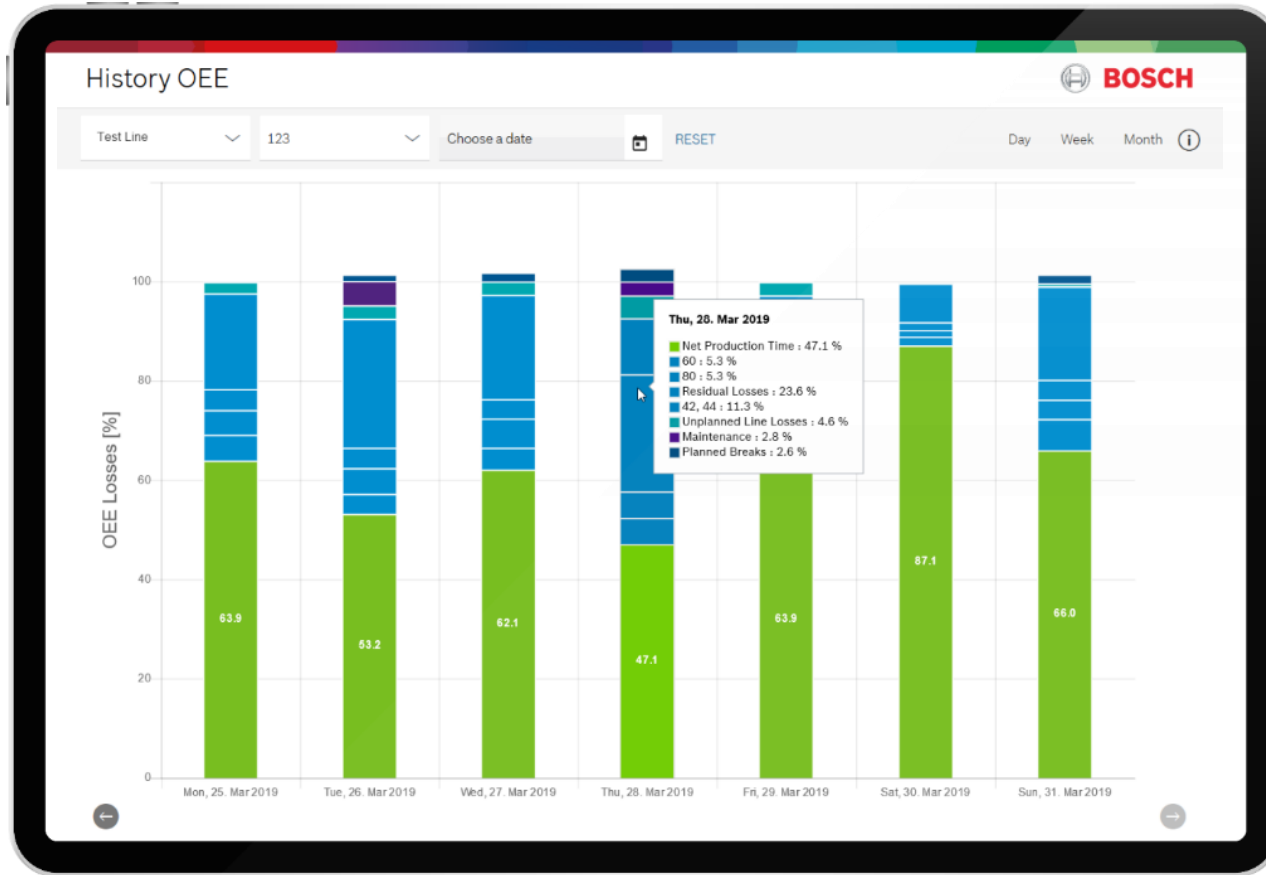 History OEE
BOSCH
Test Line
123
Choose a date
RESET
Day
Week
Month
i
OEE Losses [%]
100
80
60
40
20
0
63.9
53.2
62.1
47.1
63.9
87.1
66.0
Thu, 28. Mar 2019
Net Production Time : 47.1 %
60 : 5.3 %
80 : 5.3 %
Residual Losses : 23.6 %
42, 44 : 11.3 %
Unplanned Line Losses : 4.6 %
Maintenance : 2.8 %
Planned Breaks : 2.6 %
Mon, 25. Mar 2019
Tue, 26. Mar 2019
Wed, 27. Mar 2019
Thu, 28. Mar 2019
Fri, 29. Mar 2019
Sat, 30. Mar 2019
Sun, 31. Mar 2019